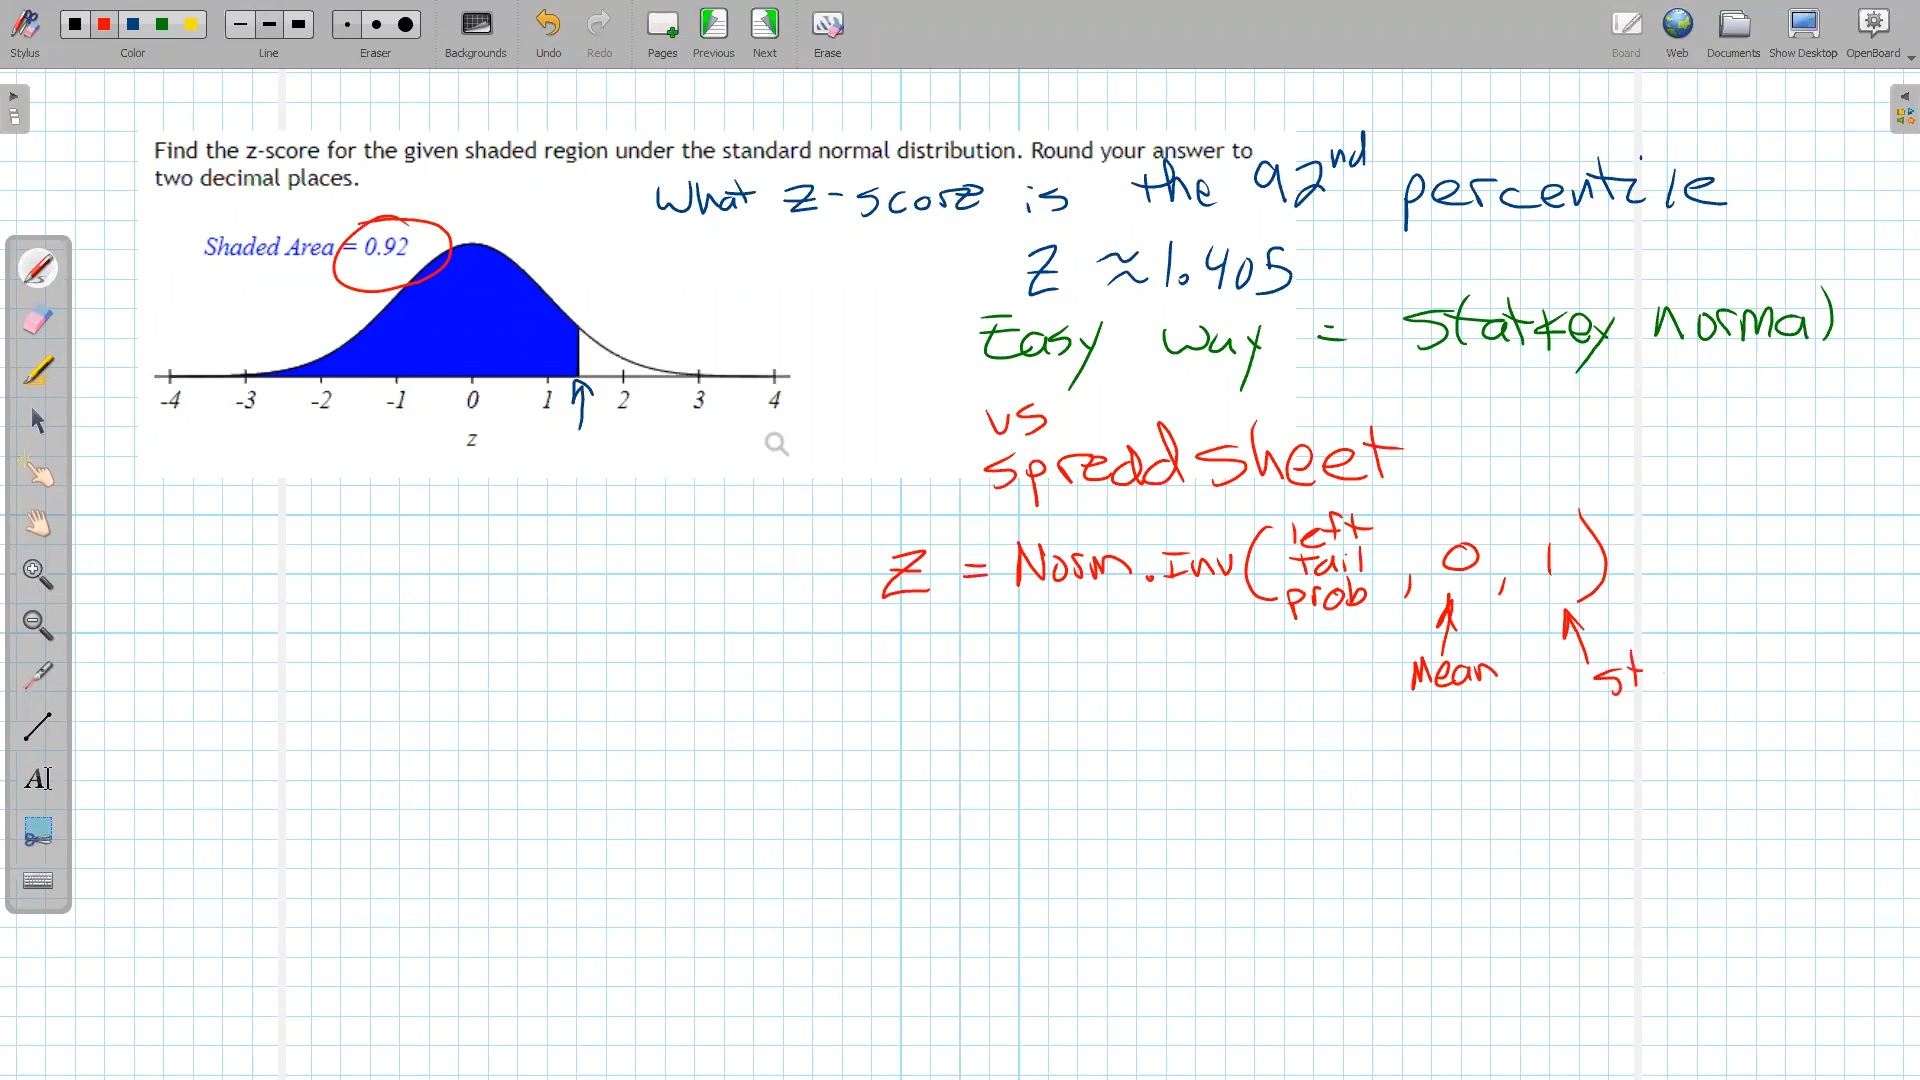 Stylus Color Line Eraser Backgrounds Undo Redo Pages Previous Next Erase Board Web Documents Show Desktop OpenBoard
Find the z-score for the given shaded region under the standard normal distribution. Round your answer to
two decimal places.
What z-score is the 92nd percentile
Shaded Area = 0.92
Z ≈ 1.405
Easy way = statkey normal
-4 -3 -2 -1 0 1 2 3 4
z
vs
spreadsheet
Z = Norm.Inv(left tail prob, 0, 1)
Mean
st
AI